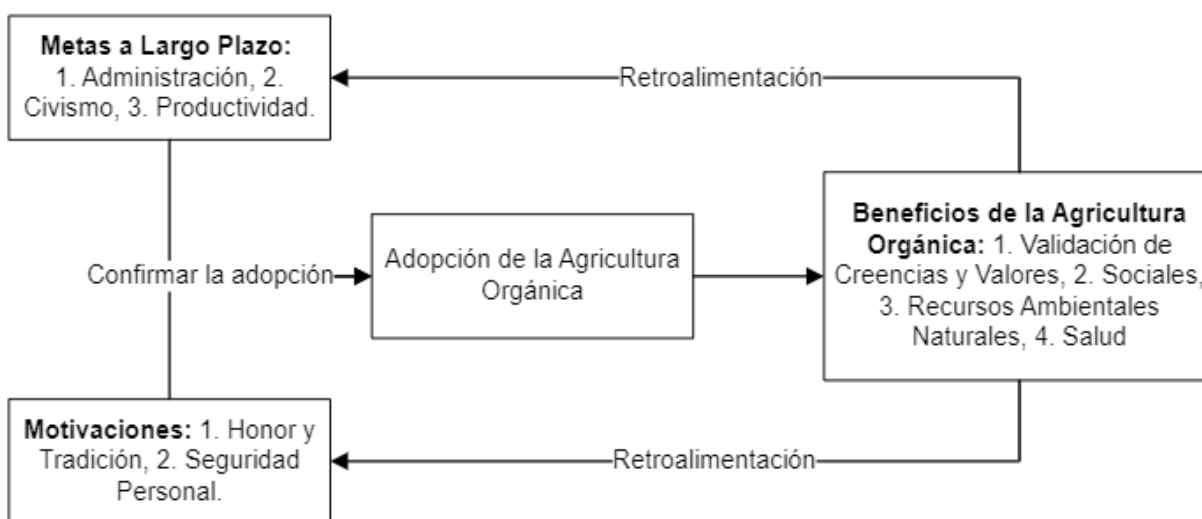 Metas a Largo Plazo:
1. Administración, 2.
Civismo, 3. Productividad.
Retroalimentación
Confirmar la adopción
Adopción de la Agricultura
Orgánica
Beneficios de la Agricultura
Orgánica: 1. Validación de
Creencias y Valores, 2. Sociales,
3. Recursos Ambientales
Naturales, 4. Salud
Motivaciones: 1. Honor y
Tradición, 2. Seguridad
Personal.
Retroalimentación